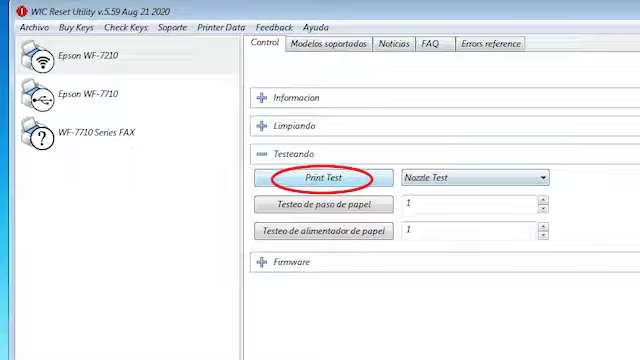 WIC Reset Utility v.5.59 Aug 21 2020
Archivo Buy Keys Check Keys Soporte Printer Data Feedback Ayuda
Epson WF-7210
Epson WF-7710
WF-7710 Series FAX
Control Modelos soportados Noticias FAQ Errors reference
Informacion
Limpiando
Testeando
Print Test Nozzle Test
Testeo de paso de papel 1
Testeo de alimentador de papel 1
Firmware